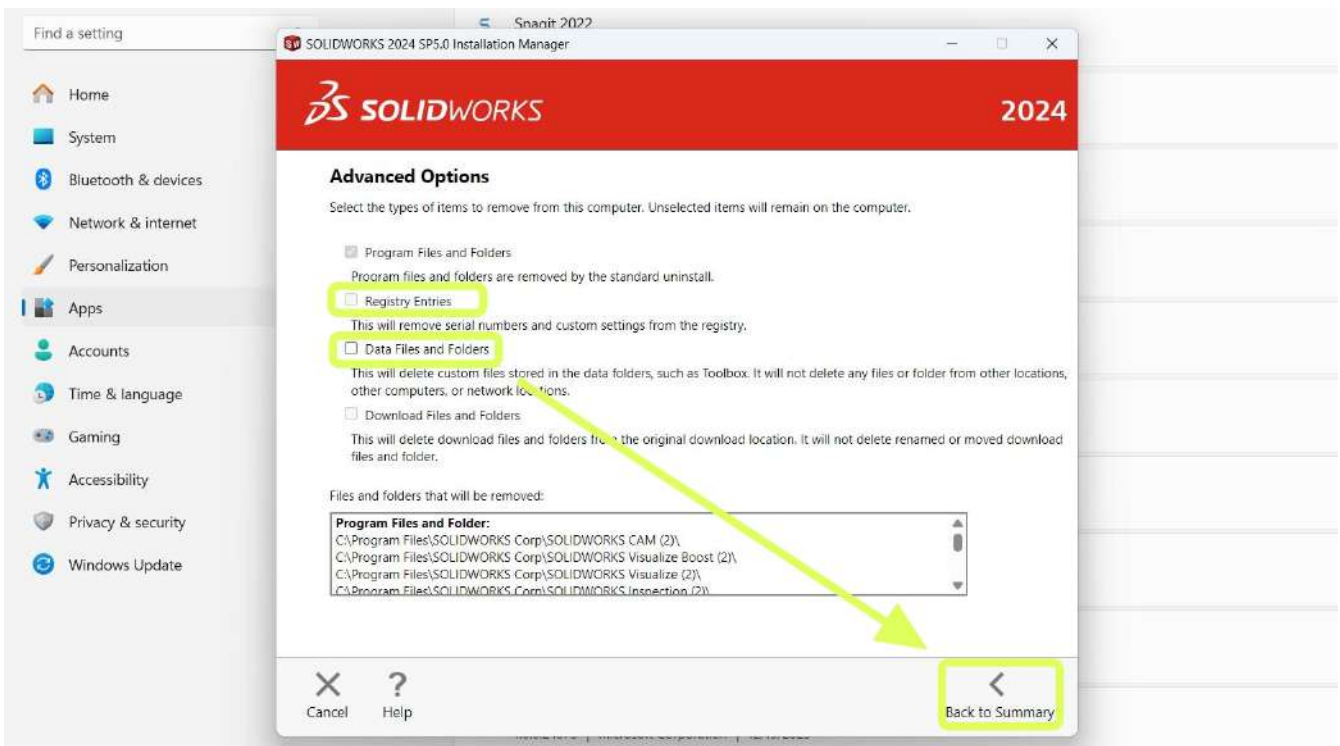 Snagit 2022
Find a setting
SOLIDWORKS 2024 SP5.0 Installation Manager
Home
System
Bluetooth & devices
Network & internet
Personalization
Apps
Accounts
Time & language
Gaming
Accessibility
Privacy & security
Windows Update
SOLIDWORKS
2024
Advanced Options
Select the types of items to remove from this computer. Unselected items will remain on the computer.
Program Files and Folders
Program files and folders are removed by the standard uninstall.
Registry Entries
This will remove serial numbers and custom settings from the registry.
Data Files and Folders
This will delete custom files stored in the data folders, such as Toolbox. It will not delete any files or folder from other locations,
other computers, or network locations.
Download Files and Folders
This will delete download files and folders from the original download location. It will not delete renamed or moved download
files and folder.
Files and folders that will be removed:
Program Files and Folder:
C:\Program Files\SOLIDWORKS Corp\SOLIDWORKS CAM (2)\
C:\Program Files\SOLIDWORKS Corp\SOLIDWORKS Visualize Boost (2)\
C:\Program Files\SOLIDWORKS Corp\SOLIDWORKS Visualize (2)\
C:\Program Files\SOLIDWORKS Corp\SOLIDWORKS Inspection (2)\
Cancel
Help
Back to Summary